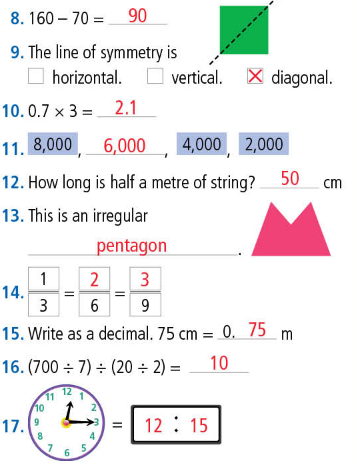 8. 160 – 70 = 90
9. The line of symmetry is
horizontal. vertical. ☒ diagonal.
10. 0.7 × 3 = 2.1
11. 8,000, 6,000, 4,000, 2,000
12. How long is half a metre of string? 50 cm
13. This is an irregular
pentagon.
14. 1/3 = 2/6 = 3/9
15. Write as a decimal. 75 cm = 0. 75 m
16. (700 ÷ 7) ÷ (20 ÷ 2) = 10
17. 12 1 2 3 4 5 6 7 8 9 10 11 = 12 : 15